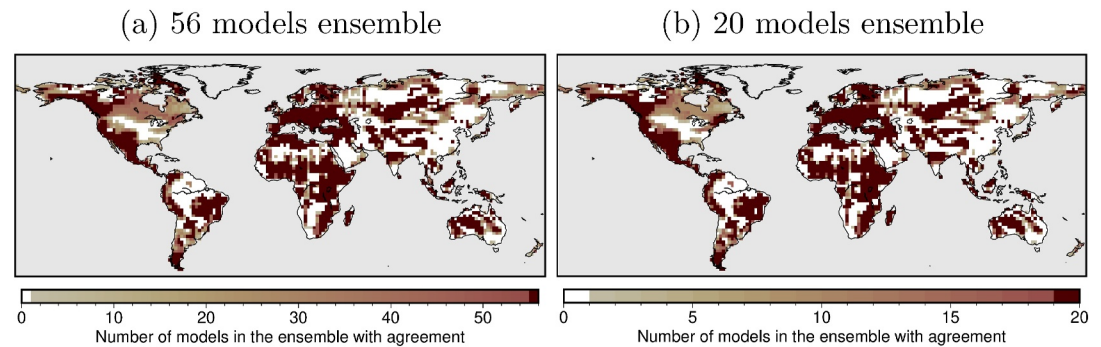 (a) 56 models ensemble
(b) 20 models ensemble
0 10 20 30 40 50
Number of models in the ensemble with agreement
0 5 10 15 20
Number of models in the ensemble with agreement